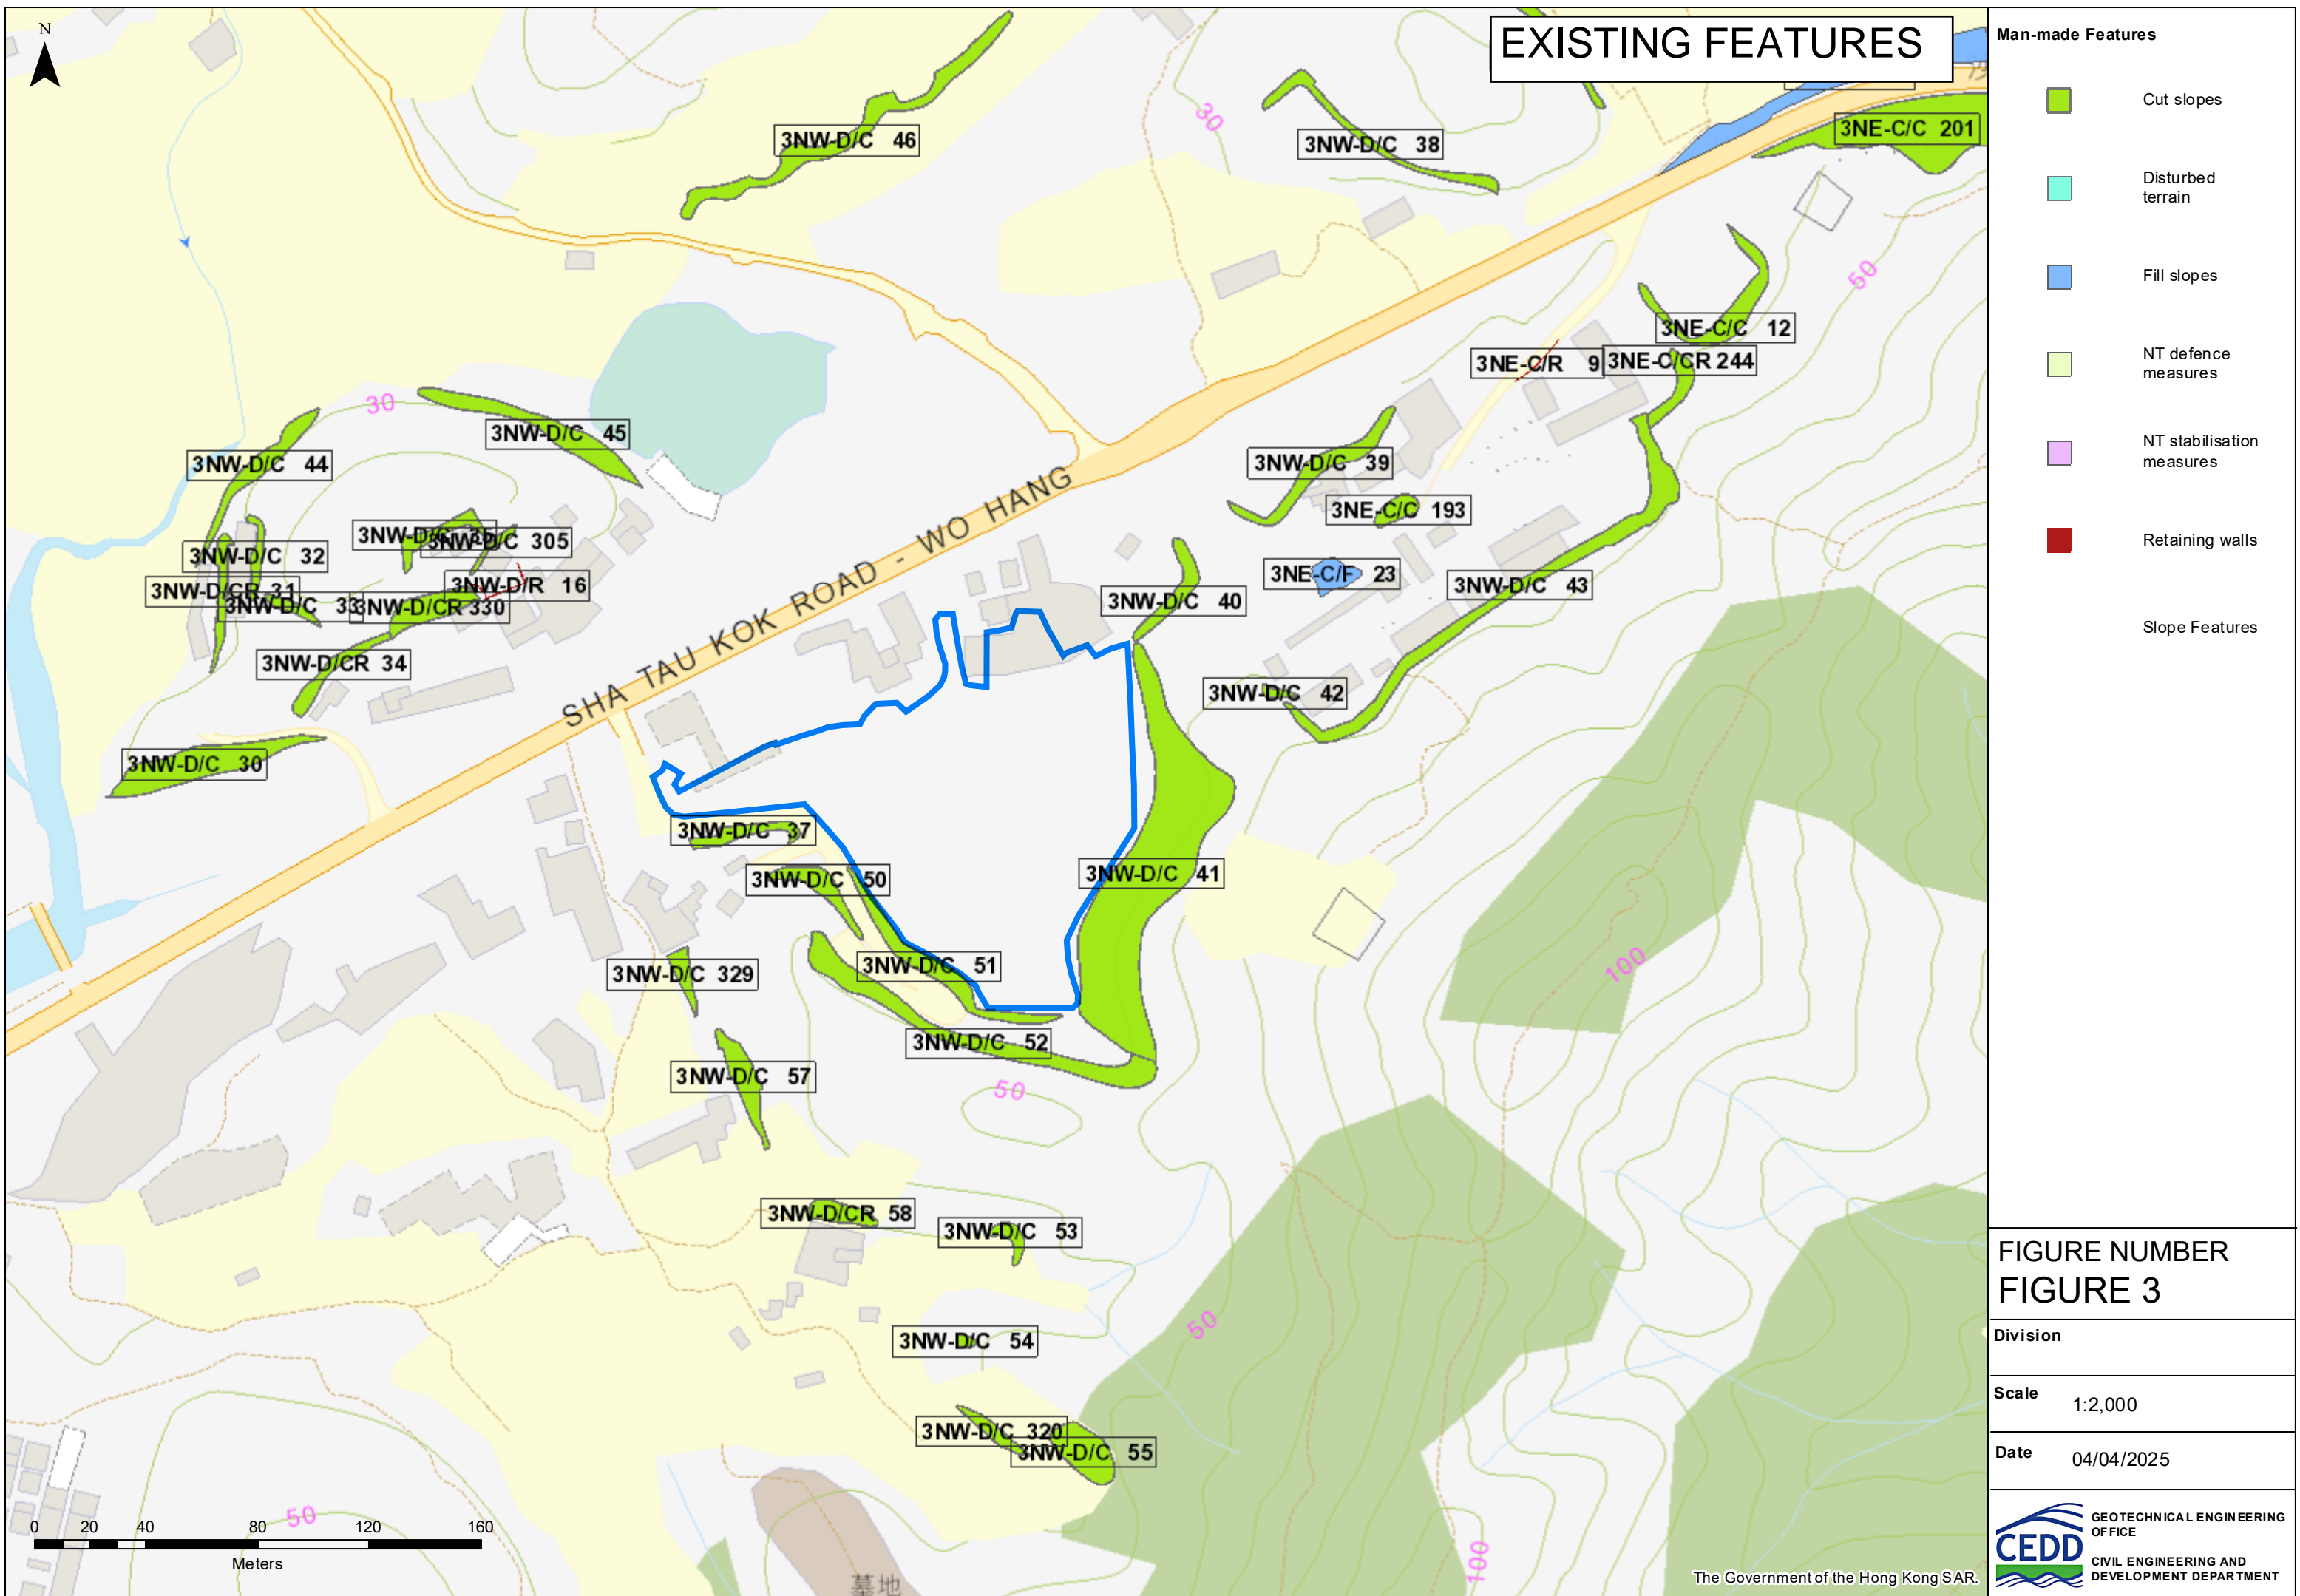 N
EXISTING FEATURES
3NW-D/C 46
30
3NW-D/C 38
3NE-C/C 201
50
3NE-C/C 12
3NE-C/R 9
3NE-C/CR 244
30
3NW-D/C 45
3NW-D/C 44
3NW-D/C 39
3NE-C/C 193
3NW-D/C 305
3NW-D/C 32
3NW-D/R 16
3NW-D/CR 31
3NW-D/C 33
3NW-D/CR 330
SHA TAU KOK ROAD - WO HANG
3NE-C/F 23
3NW-D/C 43
3NW-D/C 40
3NW-D/CR 34
3NW-D/C 42
3NW-D/C 30
3NW-D/C 37
3NW-D/C 50
3NW-D/C 41
3NW-D/C 51
3NW-D/C 329
100
3NW-D/C 52
3NW-D/C 57
50
3NW-D/CR 58
3NW-D/C 53
50
3NW-D/C 54
3NW-D/C 320
3NW-D/C 55
50
100
墓地
0 20 40 80 120 160
Meters
The Government of the Hong Kong SAR.
Man-made Features
Cut slopes
Disturbed
terrain
Fill slopes
NT defence
measures
NT stabilisation
measures
Retaining walls
Slope Features
FIGURE NUMBER
FIGURE 3
Division
Scale
1:2,000
Date
04/04/2025
CEDD
GEOTECHNICAL ENGINEERING
OFFICE
CIVIL ENGINEERING AND
DEVELOPMENT DEPARTMENT